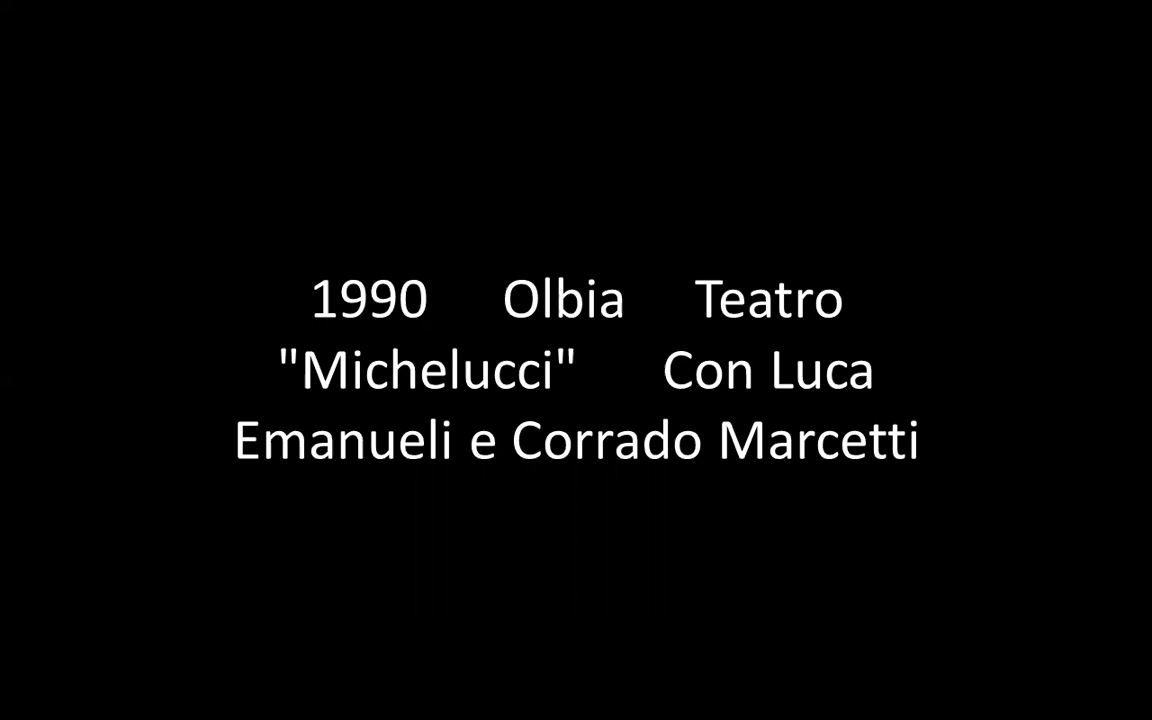 1990 Olbia Teatro
"Michelucci" Con Luca
Emanueli e Corrado Marcetti